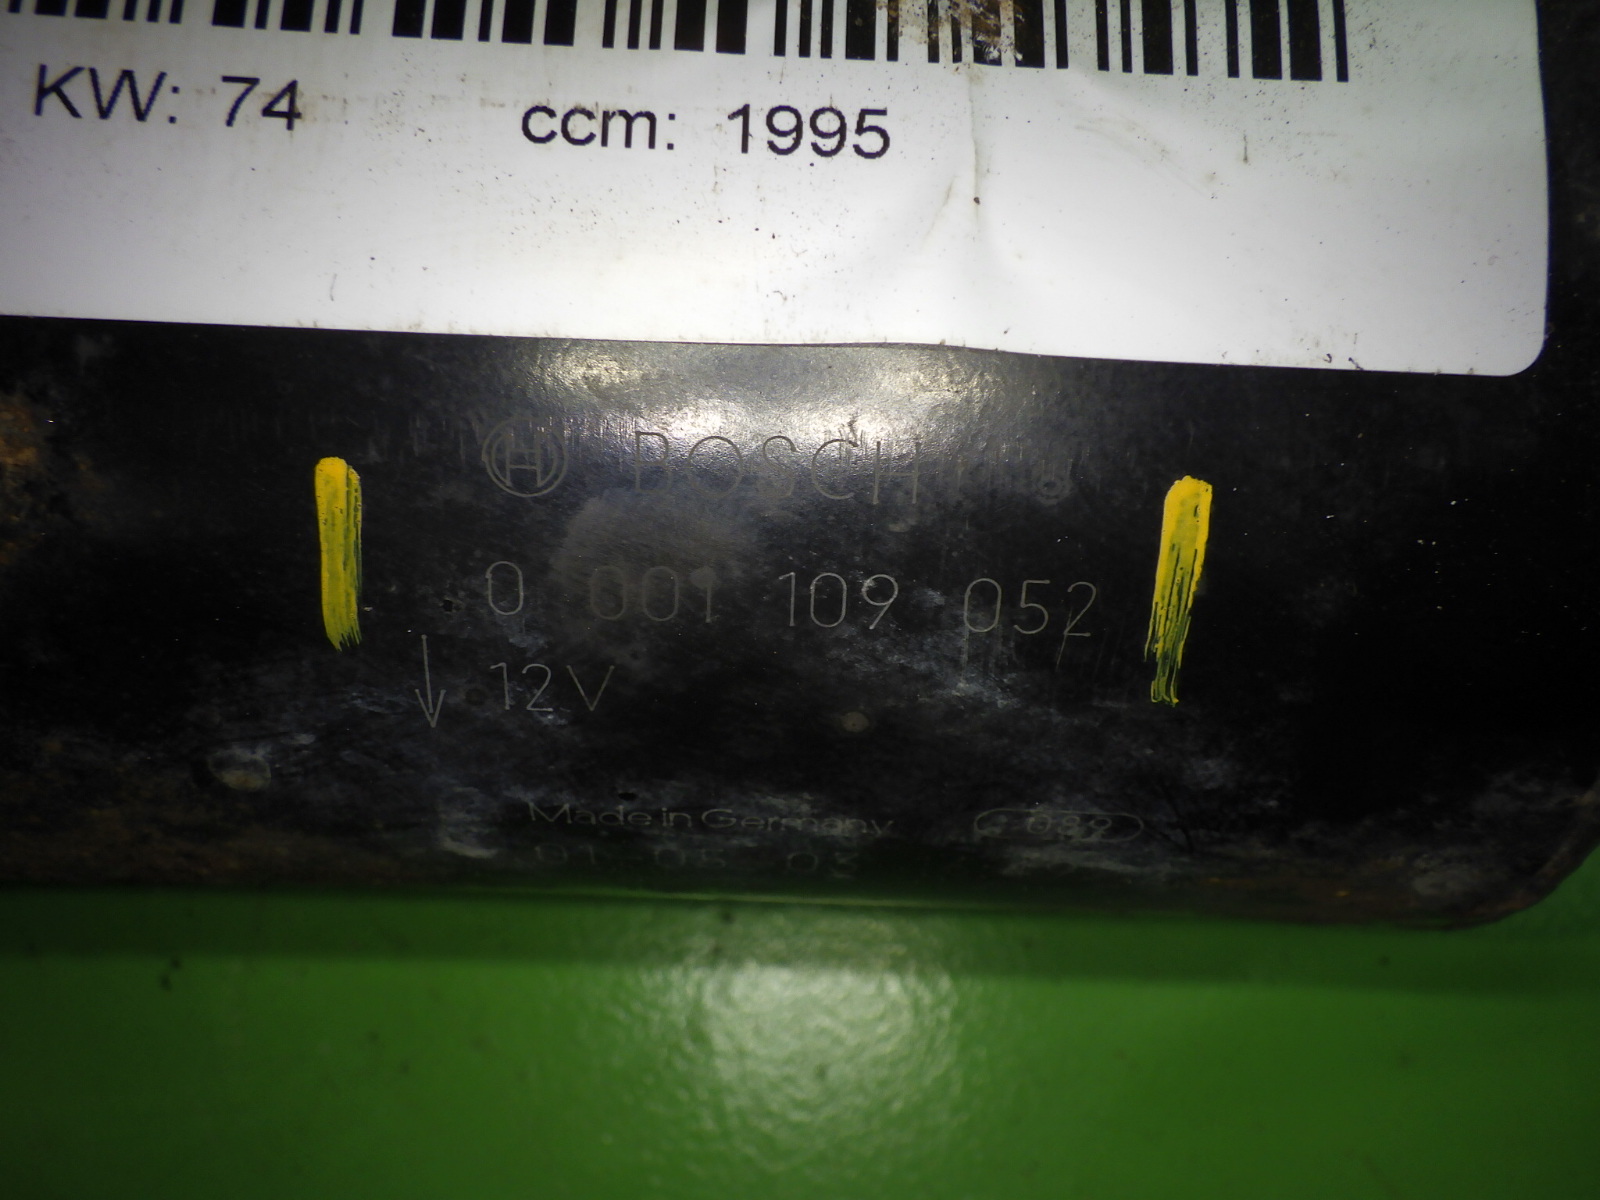 KW: 74 ccm: 1995
BOSCH
0 001 109 052
12V
Made in Germany